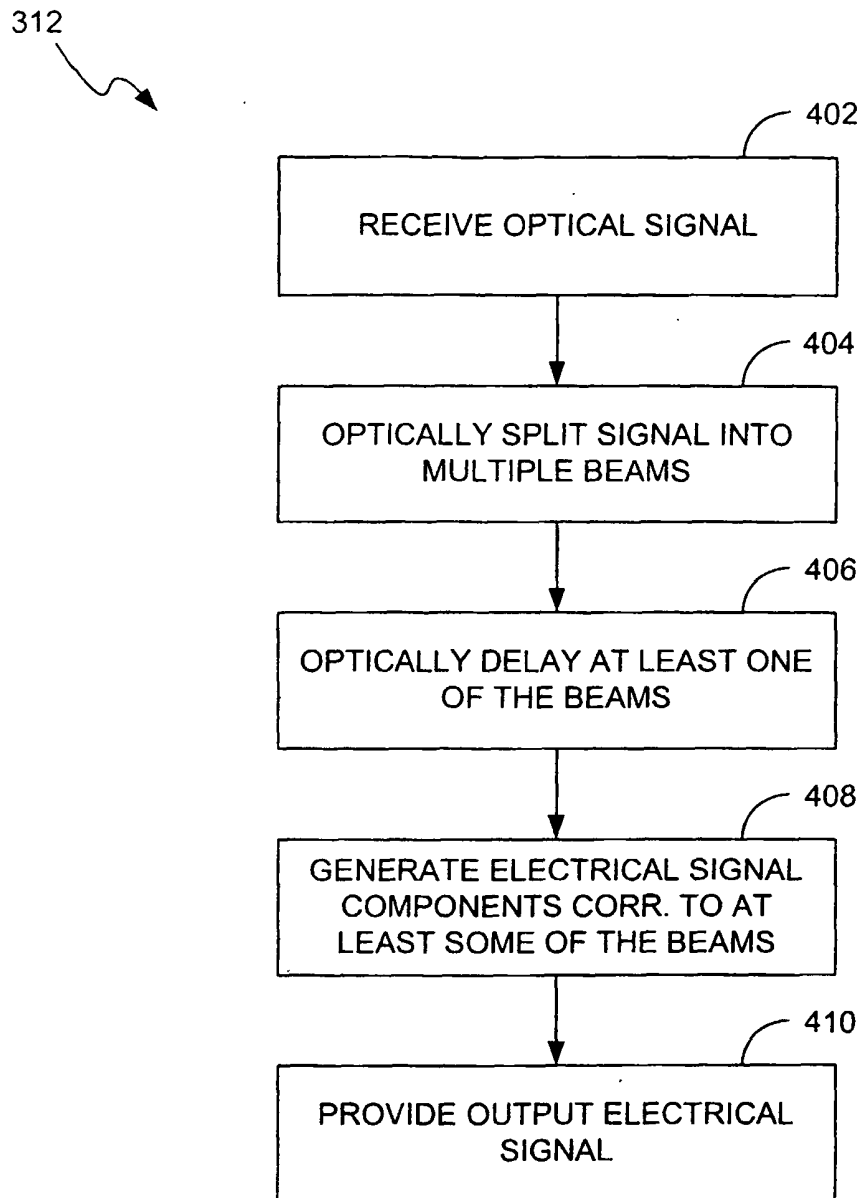 312
402
RECEIVE OPTICAL SIGNAL
404
OPTICALLY SPLIT SIGNAL INTO
MULTIPLE BEAMS
406
OPTICALLY DELAY AT LEAST ONE
OF THE BEAMS
408
GENERATE ELECTRICAL SIGNAL
COMPONENTS CORR. TO AT
LEAST SOME OF THE BEAMS
410
PROVIDE OUTPUT ELECTRICAL
SIGNAL